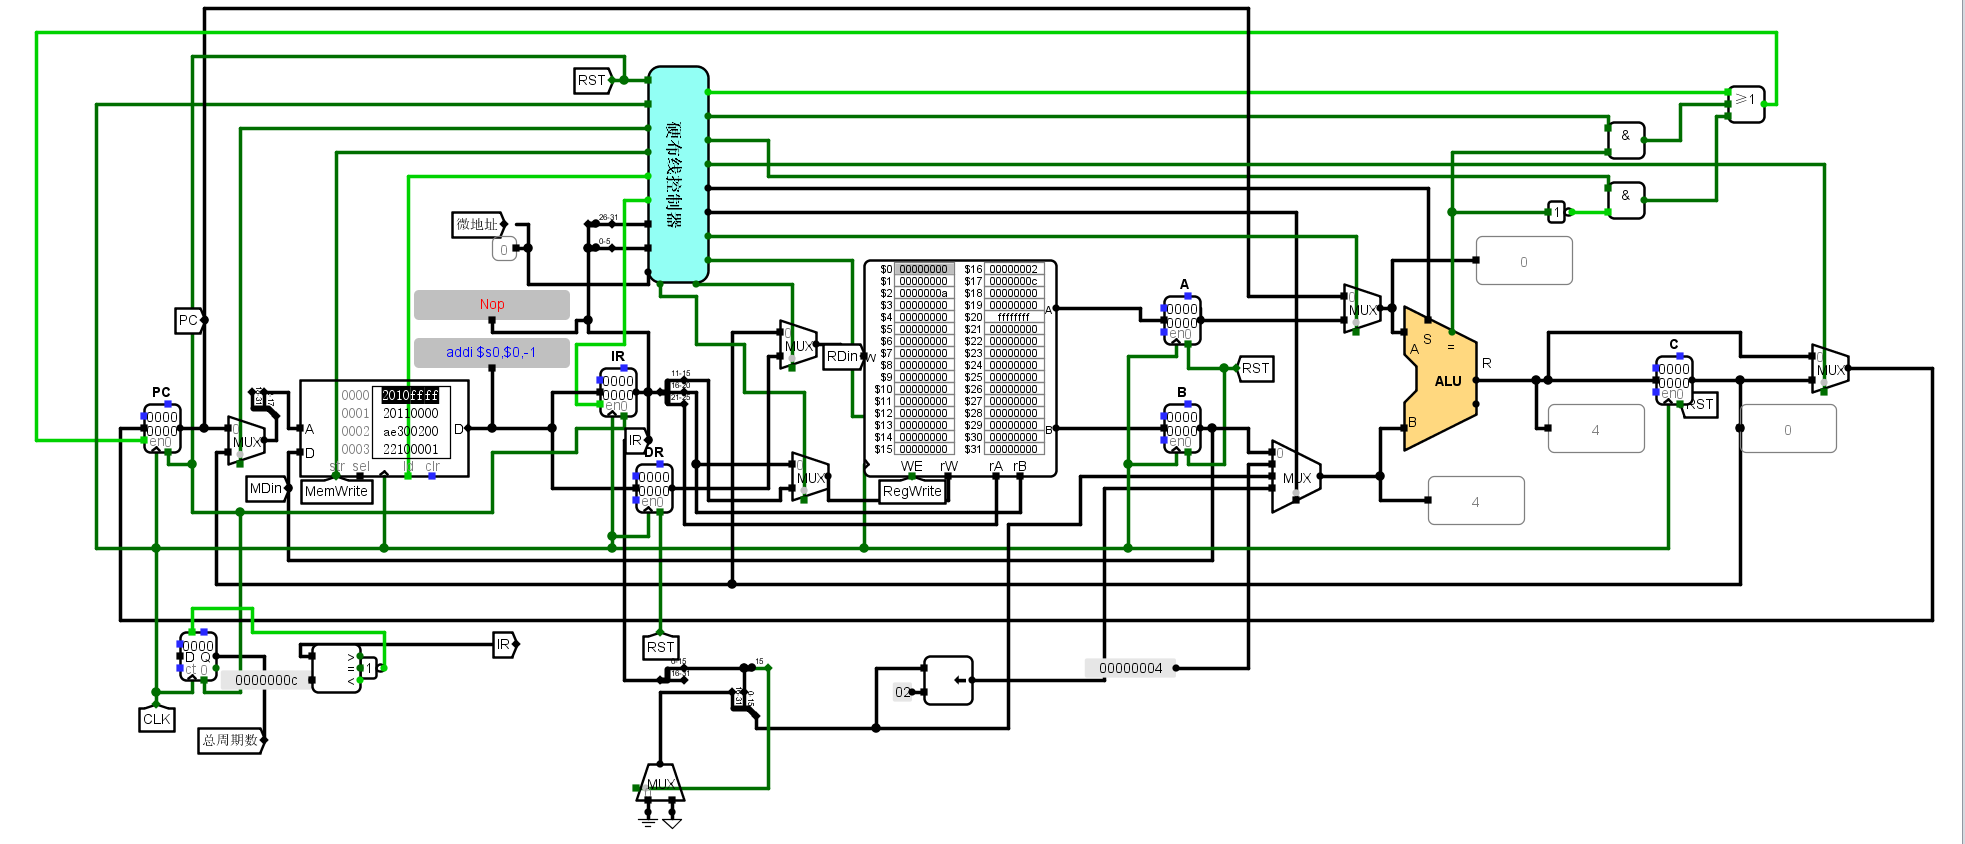 RST
≥1
&
硬布线控制器
&
1
26-31
微地址
0-5
0
0
Nop
addi $s0,$0,-1
PC
$0 00000000 $16 00000002
$1 00000000 $17 0000000c
$2 0000000a $18 00000000
$3 00000000 $19 00000000
$4 00000000 $20 ffffffff
$5 00000000 $21 00000000
$6 00000000 $22 00000000
$7 00000000 $23 00000000
$8 00000000 $24 00000000
$9 00000000 $25 00000000
$10 00000000 $26 00000000
$11 00000000 $27 00000000
$12 00000000 $28 00000000
$13 00000000 $29 00000000
$14 00000000 $30 00000000
$15 00000000 $31 00000000
WE rW rA rB
RegWrite
W
A
B
RDin
MUX
MUX
A
0000
0000
en0
B
0000
0000
en0
RST
MUX
0
MUX
0
S
=
A
B
ALU
R
4
4
C
0000
0000
en0
RST
0
MUX
0
PC
0000
0000
en0
MUX
0
0000 2010ffff
0001 20110000
0002 ae300200
0003 22100001
A
D
D
str sel ld clr
MDin
MemWrite
IR
0000
0000
en0
11-15
16-20
21-25
IR
DR
0000
0000
en0
RST
0000
D Q
ct 0
0000000c
>
=
<
1
IR
CLK
总周期数
0-15
16-31
15
02
00000004
MUX